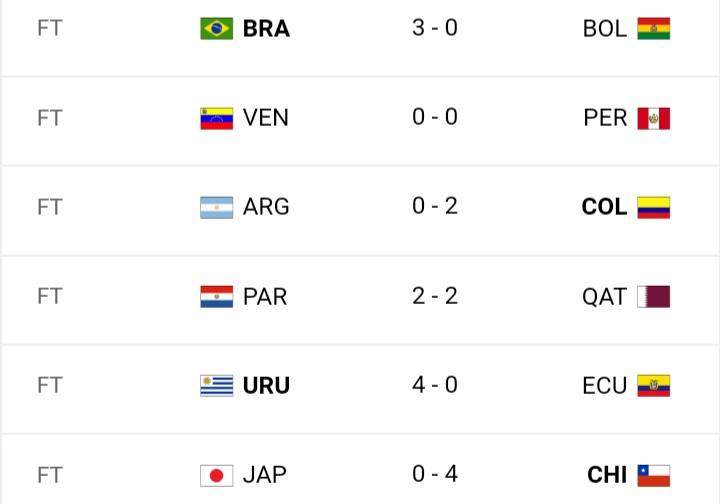 FT BRA 3 - 0 BOL
FT VEN 0 - 0 PER
FT ARG 0 - 2 COL
FT PAR 2 - 2 QAT
FT URU 4 - 0 ECU
FT JAP 0 - 4 CHI